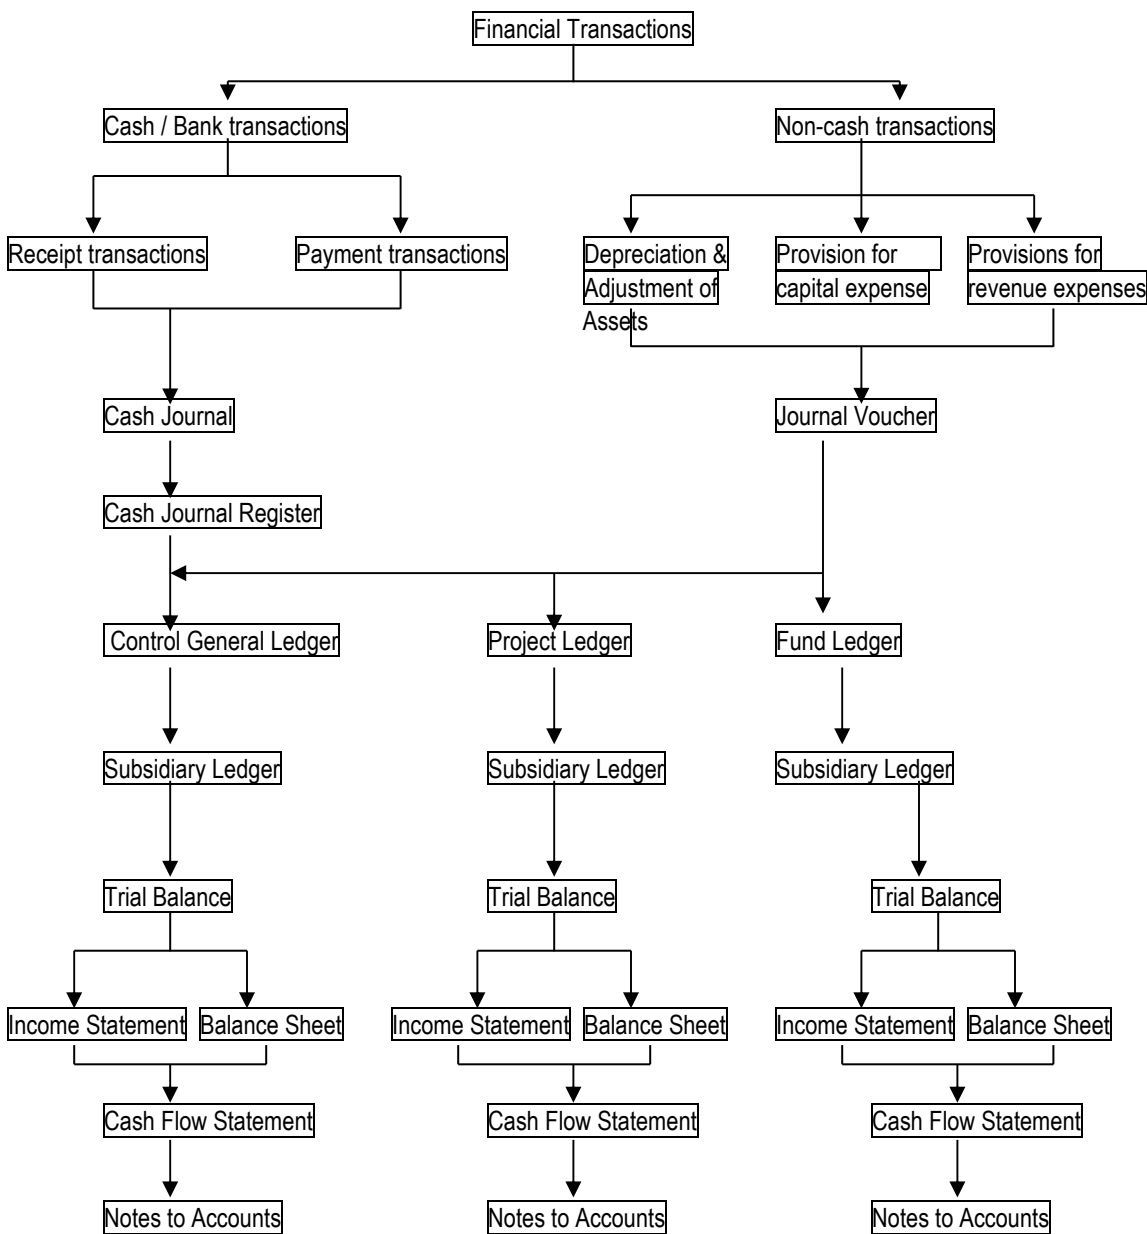 Financial Transactions
Cash / Bank transactions
Non-cash transactions
Receipt transactions
Payment transactions
Depreciation &
Adjustment of
Assets
Provision for
capital expense
Provisions for
revenue expenses
Cash Journal
Journal Voucher
Cash Journal Register
Control General Ledger
Project Ledger
Fund Ledger
Subsidiary Ledger
Subsidiary Ledger
Subsidiary Ledger
Trial Balance
Trial Balance
Trial Balance
Income Statement
Balance Sheet
Income Statement
Balance Sheet
Income Statement
Balance Sheet
Cash Flow Statement
Cash Flow Statement
Cash Flow Statement
Notes to Accounts
Notes to Accounts
Notes to Accounts